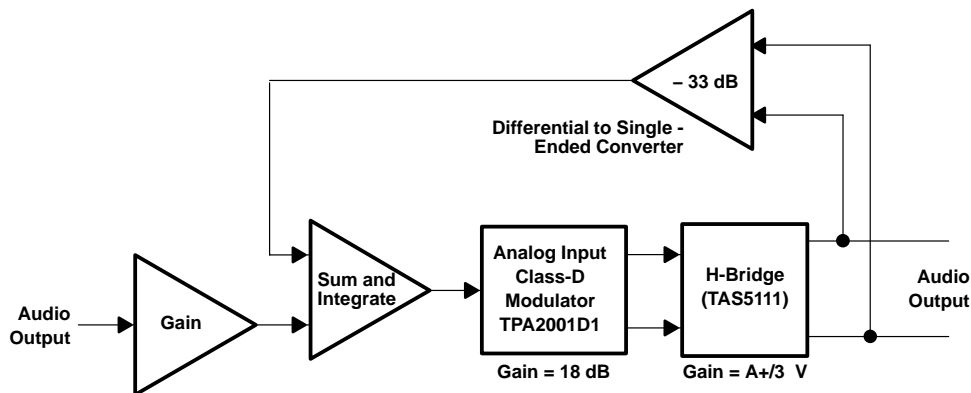 – 33 dB
Differential to Single -
Ended Converter
Audio
Output
Gain
Sum and
Integrate
Analog Input
Class-D
Modulator
TPA2001D1
Gain = 18 dB
H-Bridge
(TAS5111)
Gain = A+/3 V
Audio
Output